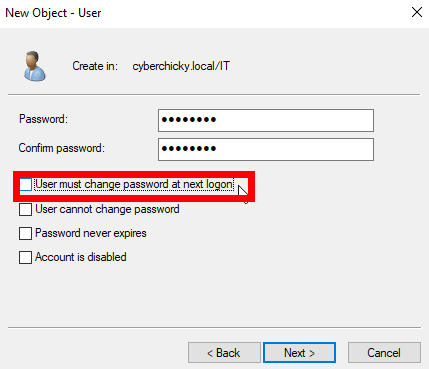 New Object - User
Create in: cyberchicky.local/IT
Password: ●●●●●●●●
Confirm password: ●●●●●●●●
User must change password at next logon
User cannot change password
Password never expires
Account is disabled
< Back Next > Cancel